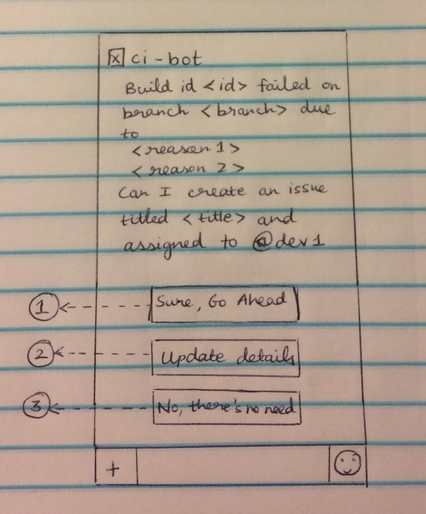 ci-bot
Build id <id> failed on
branch <branch> due
to
<reason 1>
<reason 2>
Can I create an issue
titled <title> and
assigned to @dev1
1 Sure, Go Ahead
2 Update details
3 No, there's no need
+